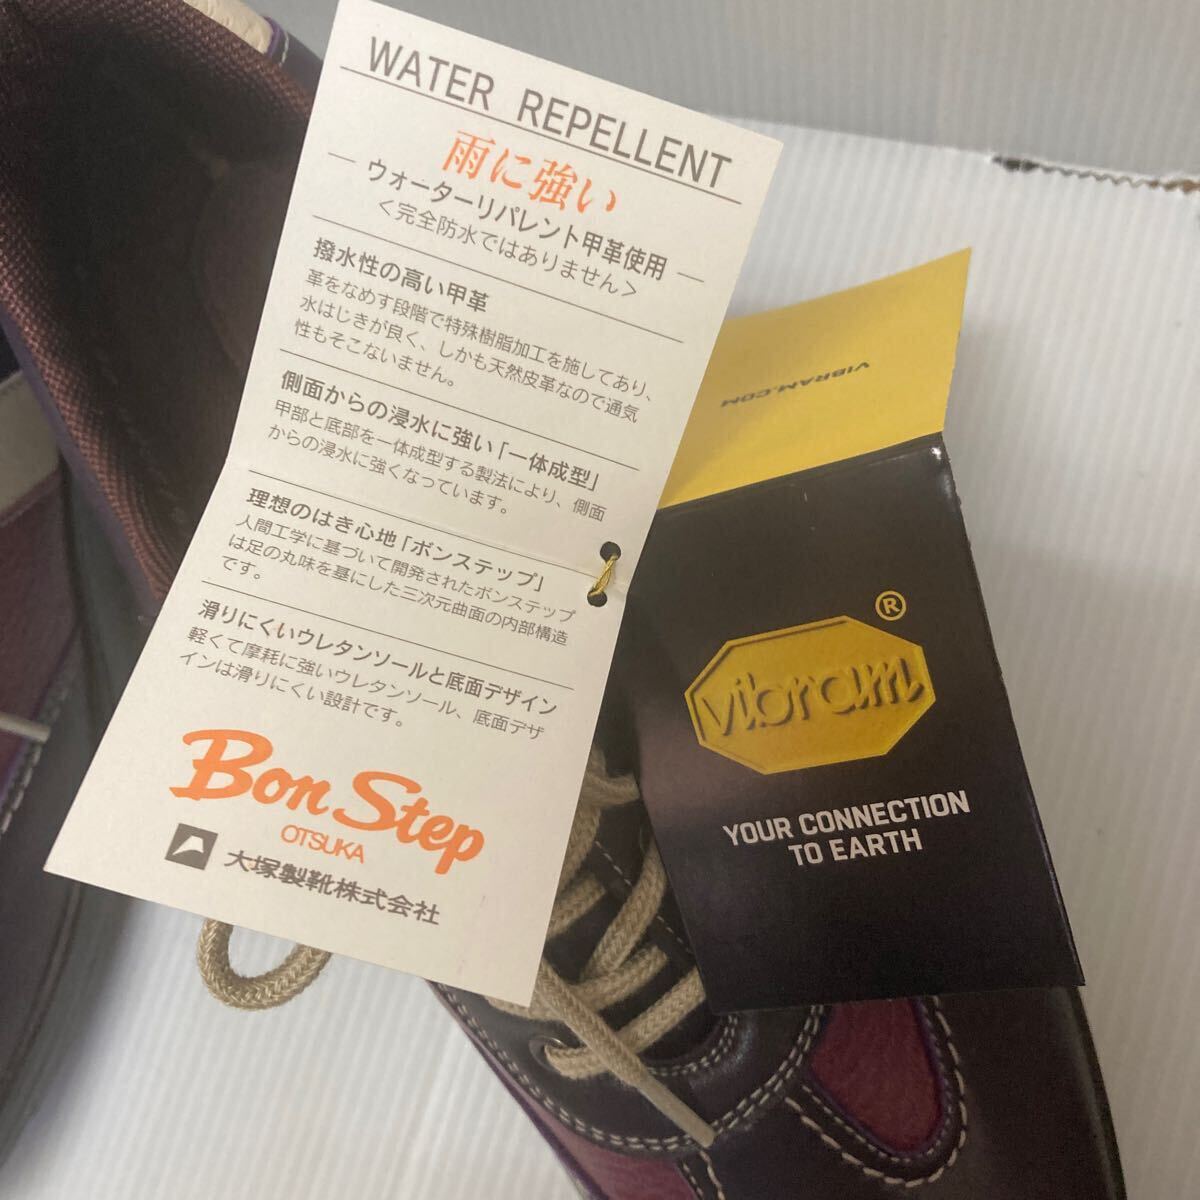 WATER REPELLENT
雨に強い
ウォーターリパレント甲革使用
<完全防水ではありません>
撥水性の高い甲革
革をなめす段階で特殊樹脂加工を施してあり、
水はじきが良く、しかも天然皮革なので通気
性もそこないません。
側面からの浸水に強い「一体成型」
甲部と底部を一体成型する製法により、側面
からの浸水に強くなっています。
理想のはき心地「ボンステップ」
人間工学に基づいて開発されたボンステップ
は足の丸味を基にした三次元曲面の内部構造
です。
滑りにくいウレタンソールと底面デザイン
軽くて摩耗に強いウレタンソール、底面デザ
インは滑りにくい設計です。
Bon Step
OTSUKA
大塚製靴株式会社
VIBRAM.COM
vibram®
YOUR CONNECTION
TO EARTH